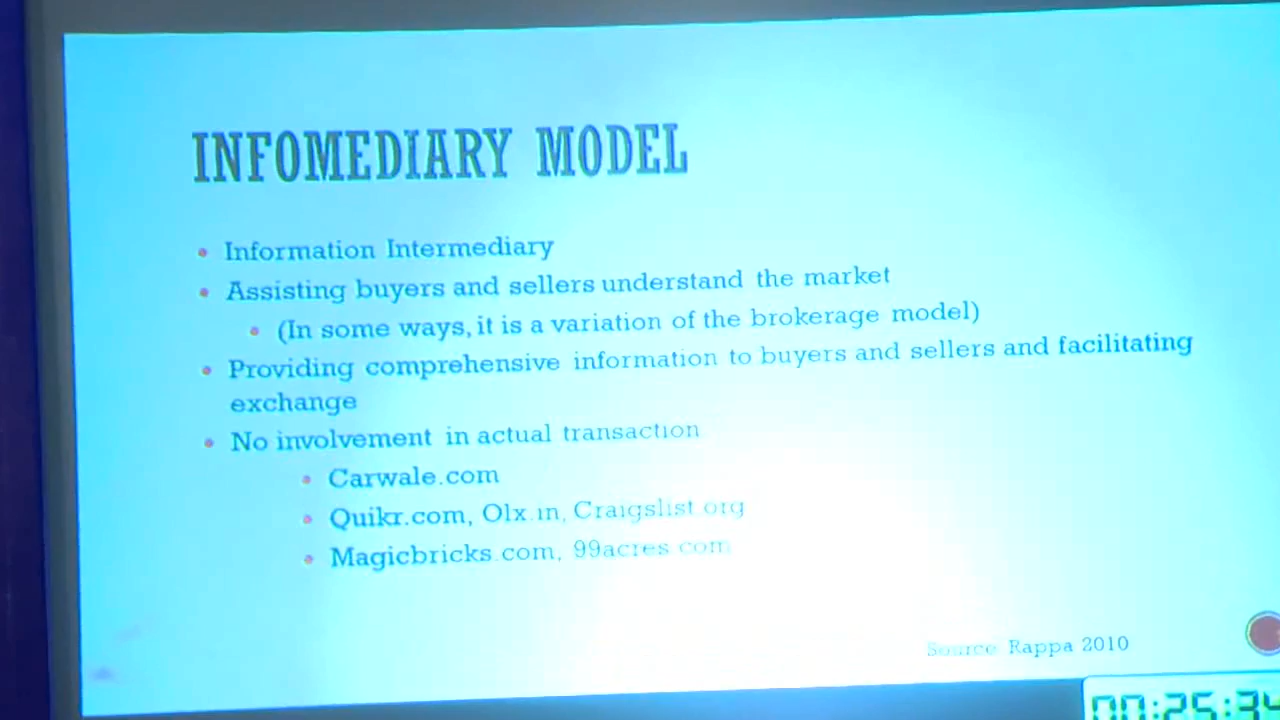 INFOMEDIARY MODEL
Information Intermediary
Assisting buyers and sellers understand the market
(In some ways, it is a variation of the brokerage model)
Providing comprehensive information to buyers and sellers and facilitating
exchange
No involvement in actual transaction
Carwale.com
Quikr.com, Olx.in, Craigslist.org
Magicbricks.com, 99acres.com
Source Rappa 2010
00:25:34